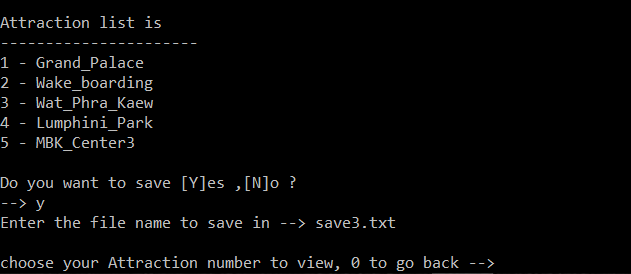 Attraction list is
----------------------
1 - Grand_Palace
2 - Wake_boarding
3 - Wat_Phra_Kaew
4 - Lumphini_Park
5 - MBK_Center3
Do you want to save [Y]es ,[N]o ?
--> y
Enter the file name to save in --> save3.txt
choose your Attraction number to view, 0 to go back -->